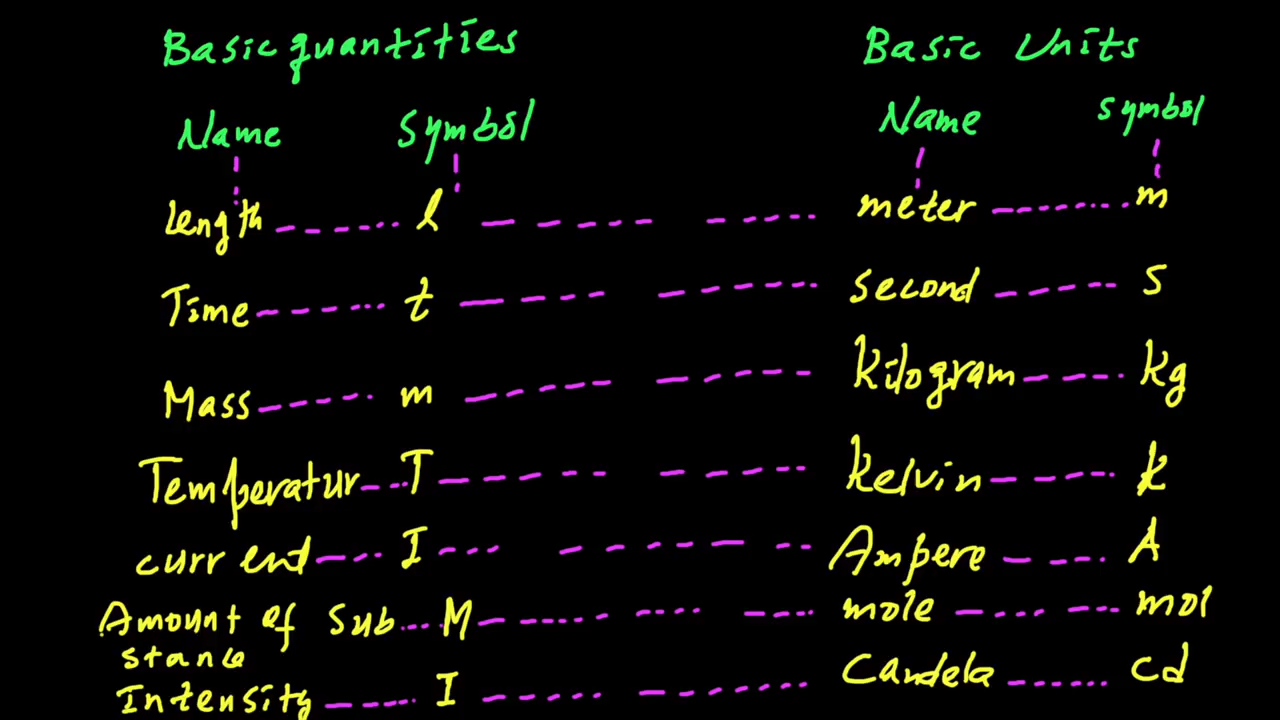 Basic quantities Basic Units
Name Symbol Name Symbol
Length l meter m
Time t second s
Mass m kilogram kg
Temperatur T kelvin k
current I Ampere A
Amount of Sub M mole mol
stance
Intensity I Candela cd